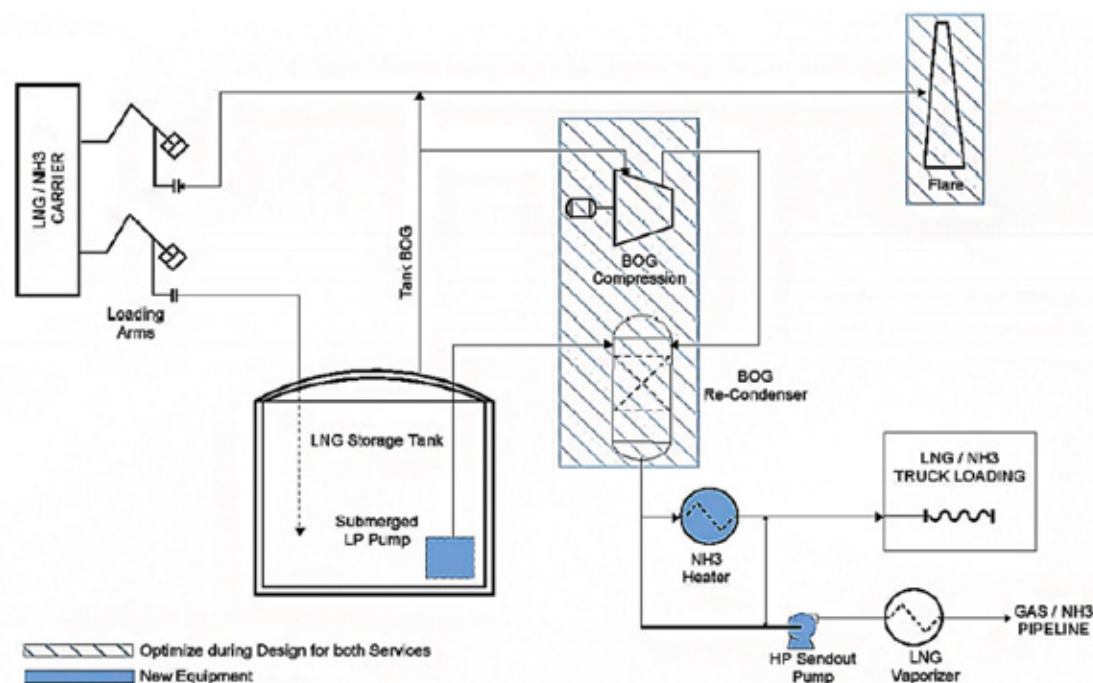 LNG / NH3
CARRIER
Loading
Arms
Tank BOG
BOG
Compression
Flare
BOG
Re-Condenser
LNG Storage Tank
Submerged
LP Pump
NH3
Heater
LNG / NH3
TRUCK LOADING
HP Sendout
Pump
LNG
Vaporizer
GAS / NH3
PIPELINE
Optimize during Design for both Services
New Equipment